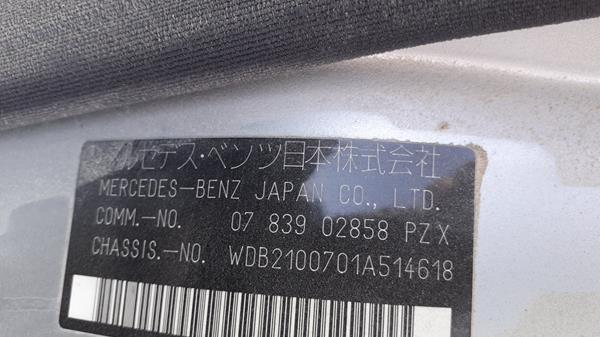 メルセデス・ベンツ日本株式会社
MERCEDES-BENZ JAPAN CO., LTD.
COMM.-NO. 07 839 02858 PZX
CHASSIS.-NO. WDB2100701A514618